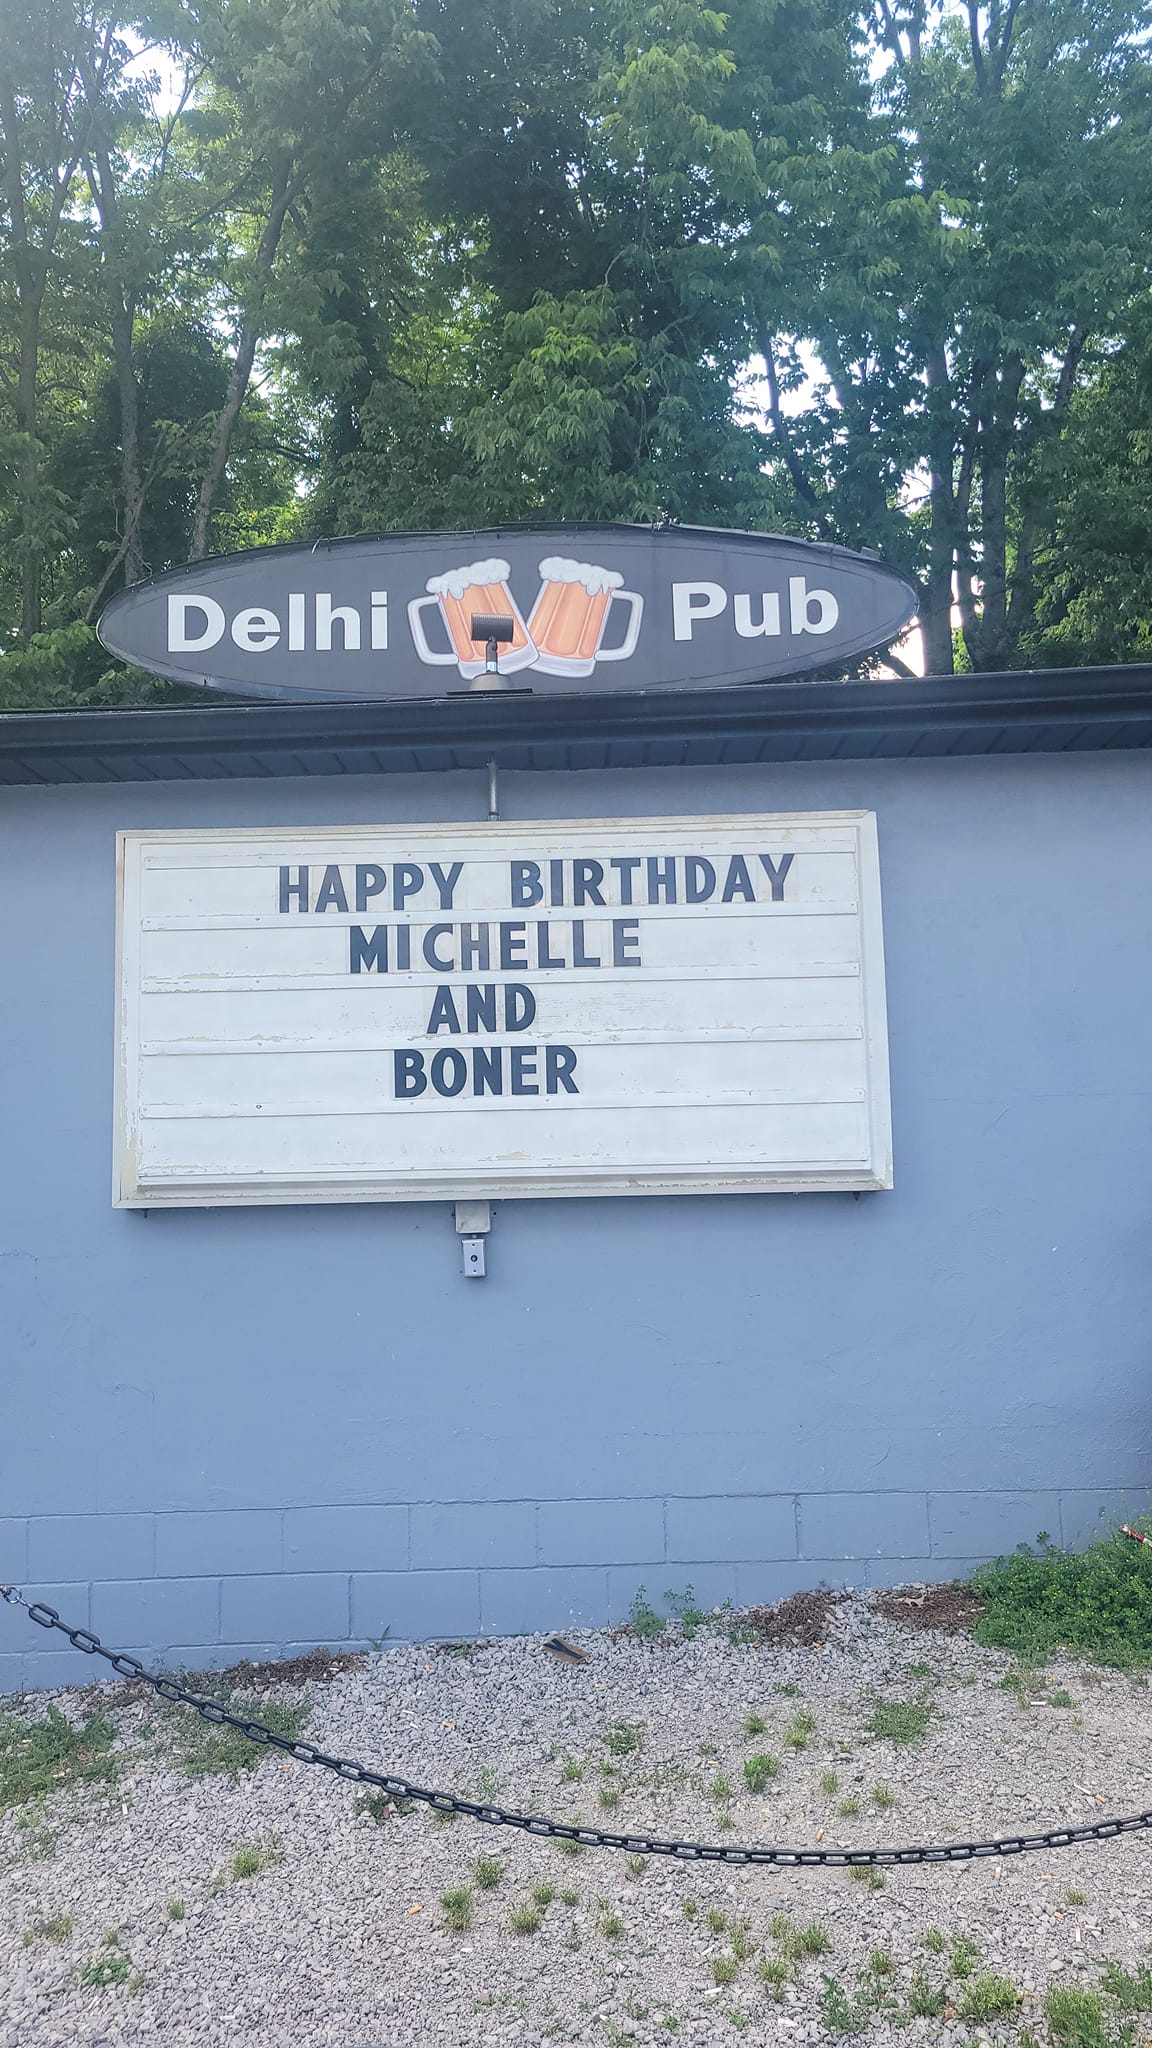 Delhi Pub
HAPPY BIRTHDAY
MICHELLE
AND
BONER